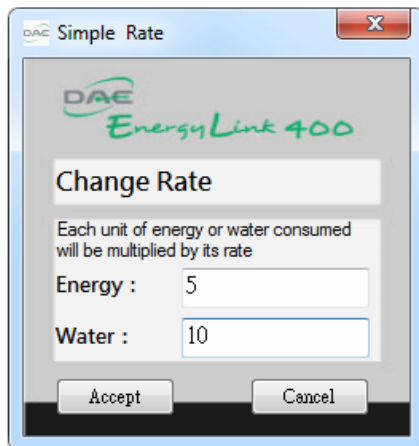 DAE Simple Rate
DAE
EnergyLink 400
Change Rate
Each unit of energy or water consumed
will be multiplied by its rate
Energy : 5
Water : 10
Accept Cancel